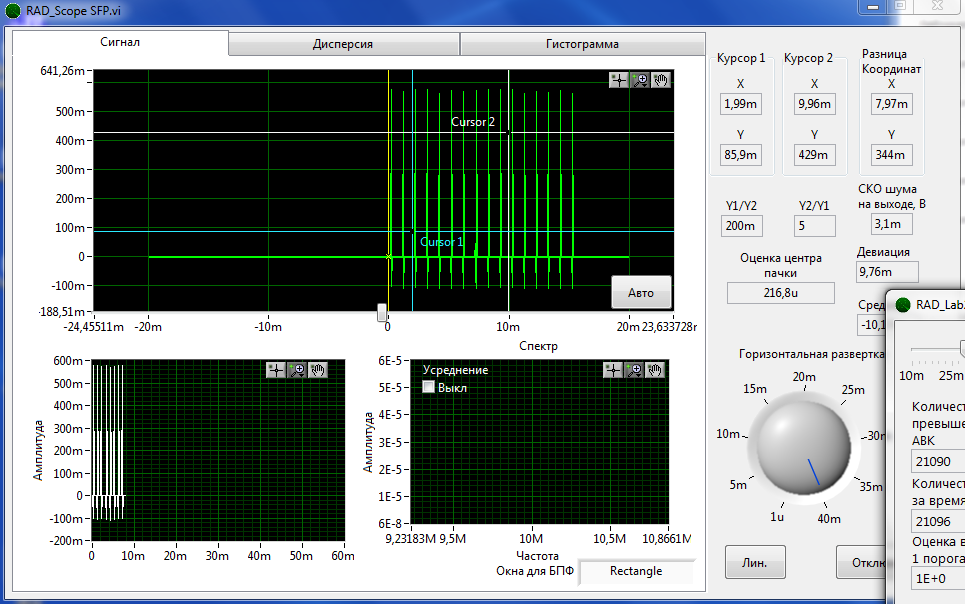 RAD_Scope SFP.vi
Сигнал
Дисперсия
Гистограмма
641,26m
500m
400m
300m
200m
100m
0
-100m
-188,51m
Cursor 2
Cursor 1
Авто
-24,45511m
-20m
-10m
0
10m
20m
23,633728m
Курсор 1
X
1,99m
Y
85,9m
Курсор 2
X
9,96m
Y
429m
Разница
Координат
X
7,97m
Y
344m
Y1/Y2
200m
Y2/Y1
5
СКО шума
на выходе, В
3,1m
Оценка центра
пачки
216,8u
Девиация
9,76m
Сред
-10,1
Горизонтальная развертка
1u
5m
10m
15m
20m
25m
30m
35m
40m
Лин.
Откл
600m
500m
400m
300m
200m
100m
0
-100m
-200m
Амплитуда
0
10m
20m
30m
40m
50m
60m
Спектр
Усреднение
Выкл
6E-5
5E-5
4E-5
3E-5
2E-5
1E-5
6E-8
Амплитуда
9,23183M
9,5M
10M
10,5M
10,8661M
Частота
Окна для БПФ
Rectangle
RAD_Lab
10m
25m
Количест
превыше
АВК
21090
Количест
за время
21096
Оценка в
1 порога
1E+0